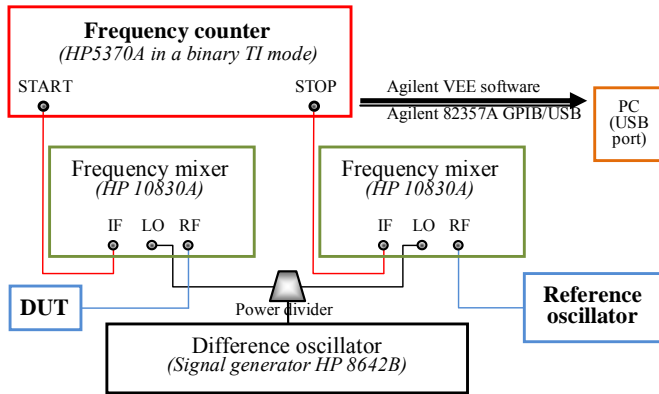 Frequency counter
(HP5370A in a binary TI mode)
START
STOP
Agilent VEE software
Agilent 82357A GPIB/USB
PC
(USB
port)
Frequency mixer
(HP 10830A)
IF LO RF
Frequency mixer
(HP 10830A)
IF LO RF
DUT
Power divider
Reference
oscillator
Difference oscillator
(Signal generator HP 8642B)